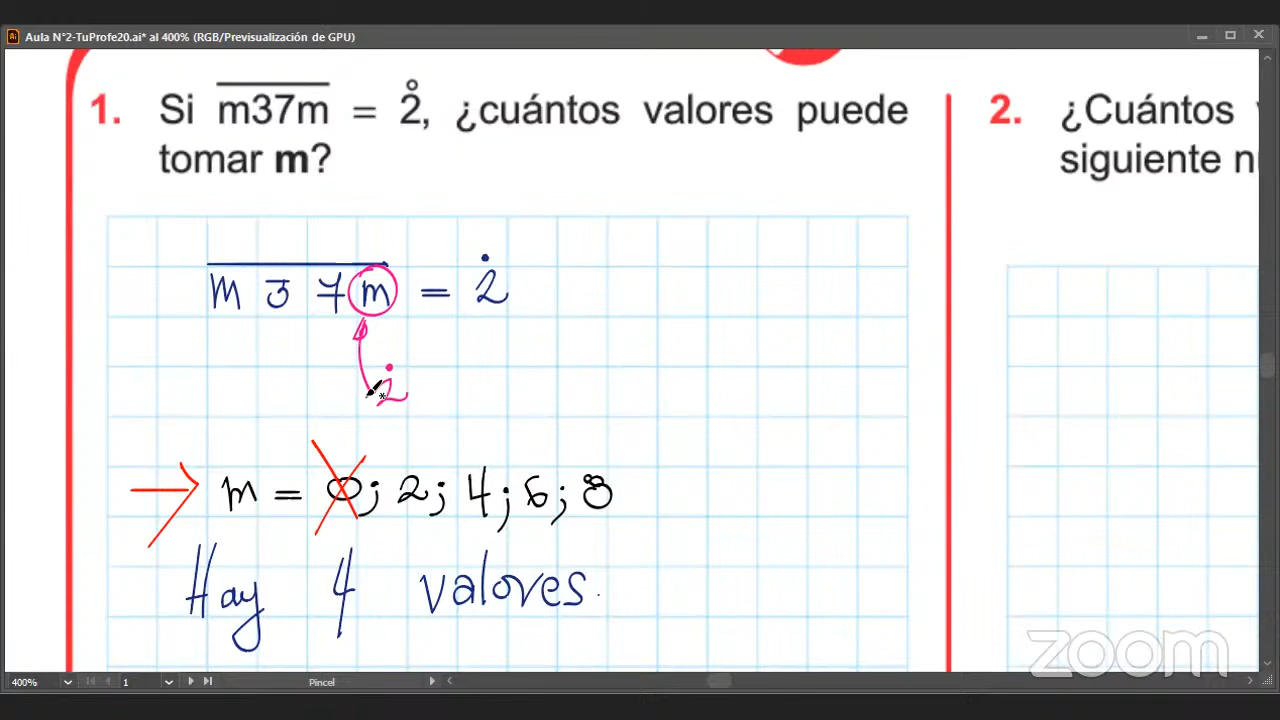 Aula N°2-TuProfe20.ai* al 400% (RGB/Previsualización de GPU)
1. Si m37m = 2̊, ¿cuántos valores puede
tomar m?
2. ¿Cuántos
siguiente
m37m = 2̇
2̇
m = 0; 2; 4; 6; 8
Hay 4 valores.
zoom
400% 1 Pincel